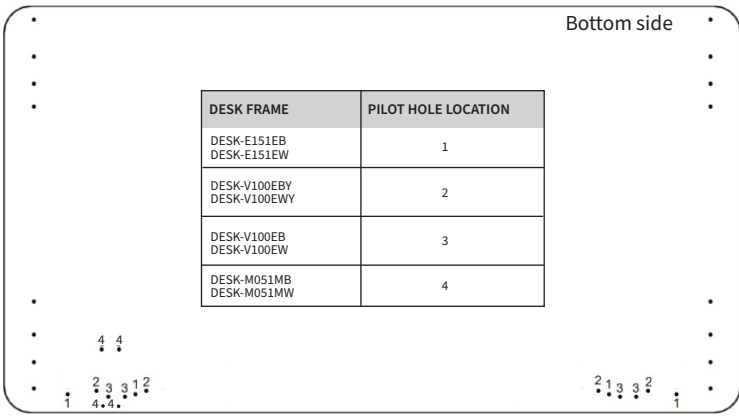 Bottom side
DESK FRAME PILOT HOLE LOCATION
DESK-E151EB
DESK-E151EW
1
DESK-V100EBY
DESK-V100EWY
2
DESK-V100EB
DESK-V100EW
3
DESK-M051MB
DESK-M051MW
4
4 4
2 3 3 1 2
1 4 4
2 1 3 3 2
1